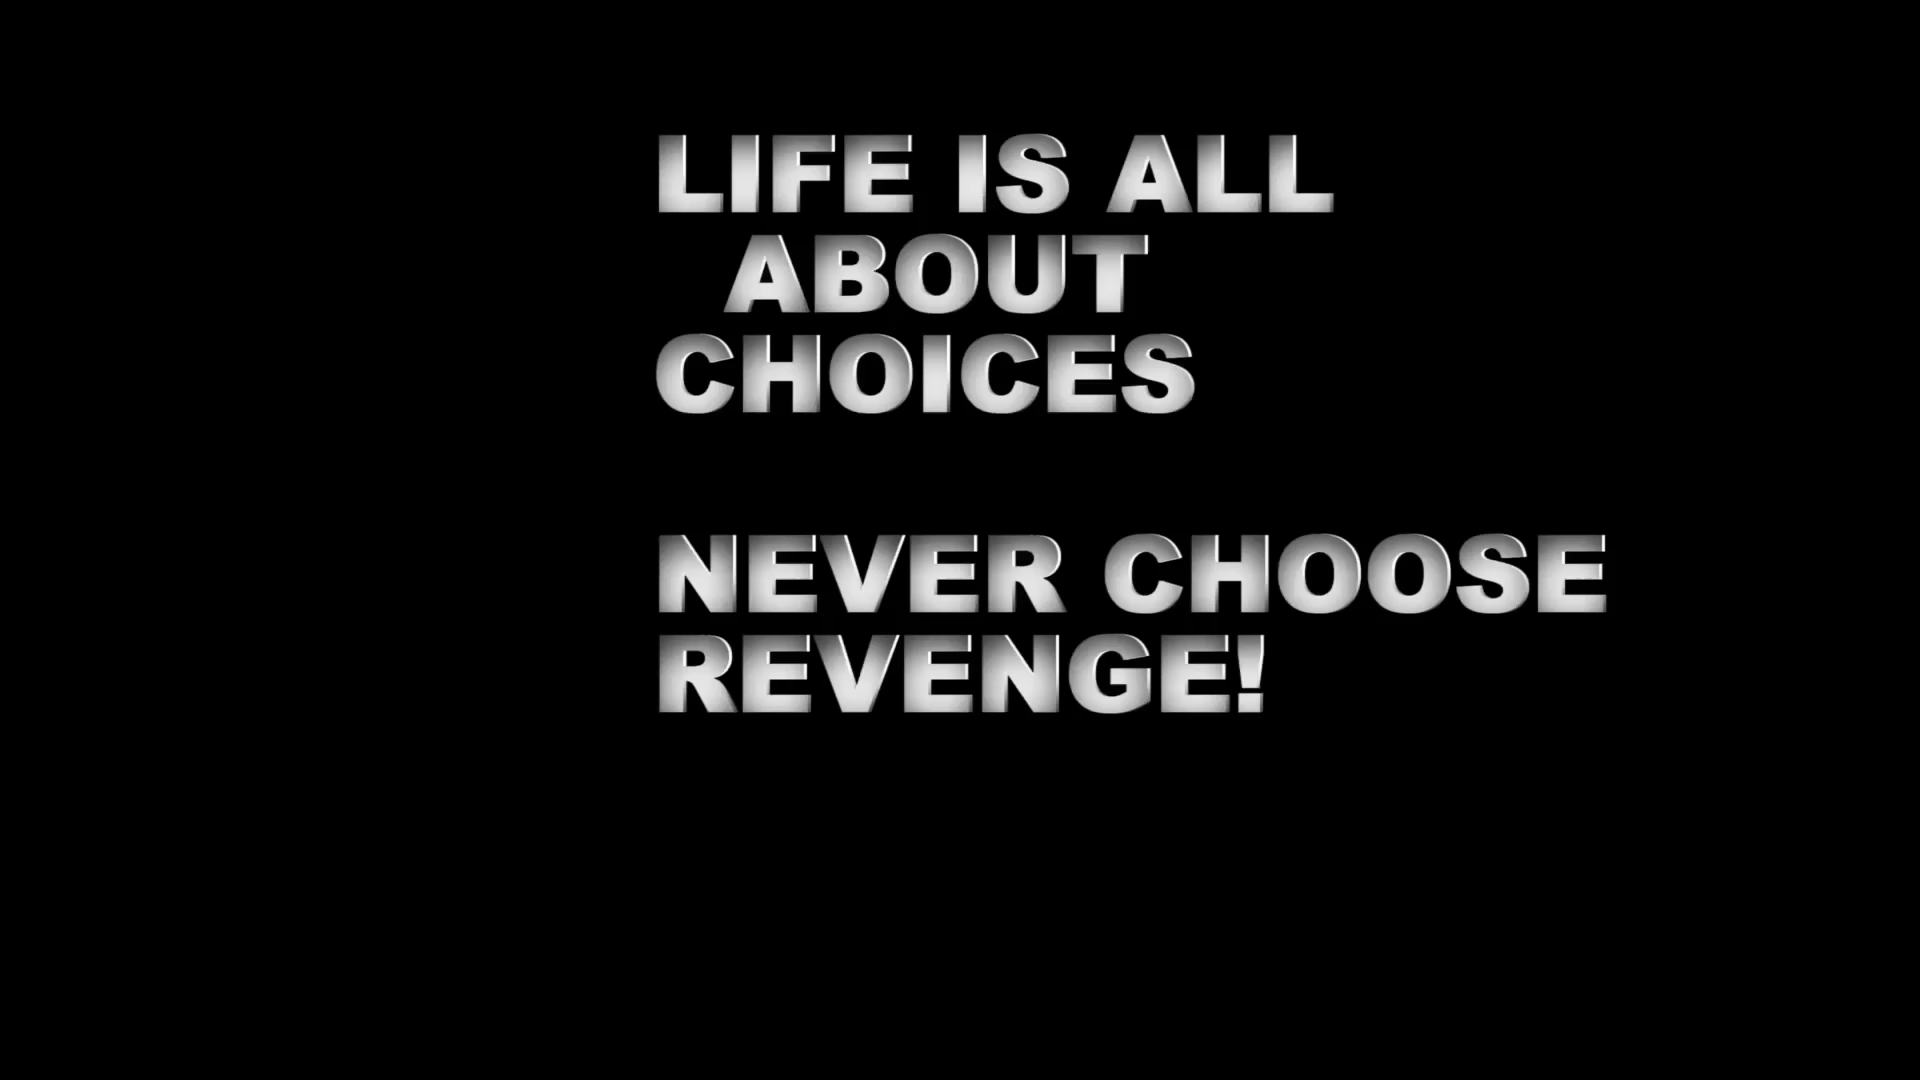 LIFE IS ALL
ABOUT
CHOICES
NEVER CHOOSE
REVENGE!